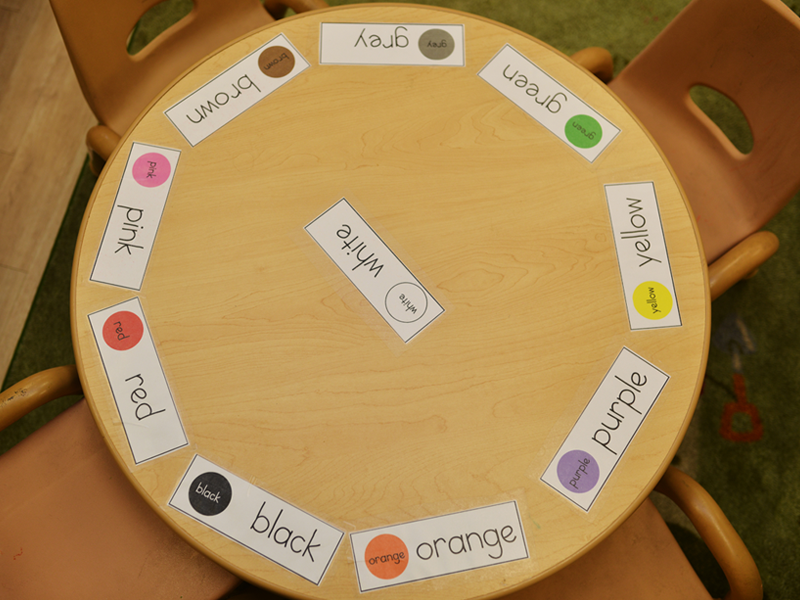 grey grey
green green
yellow yellow
purple purple
orange orange
black black
red red
pink pink
brown brown
white white